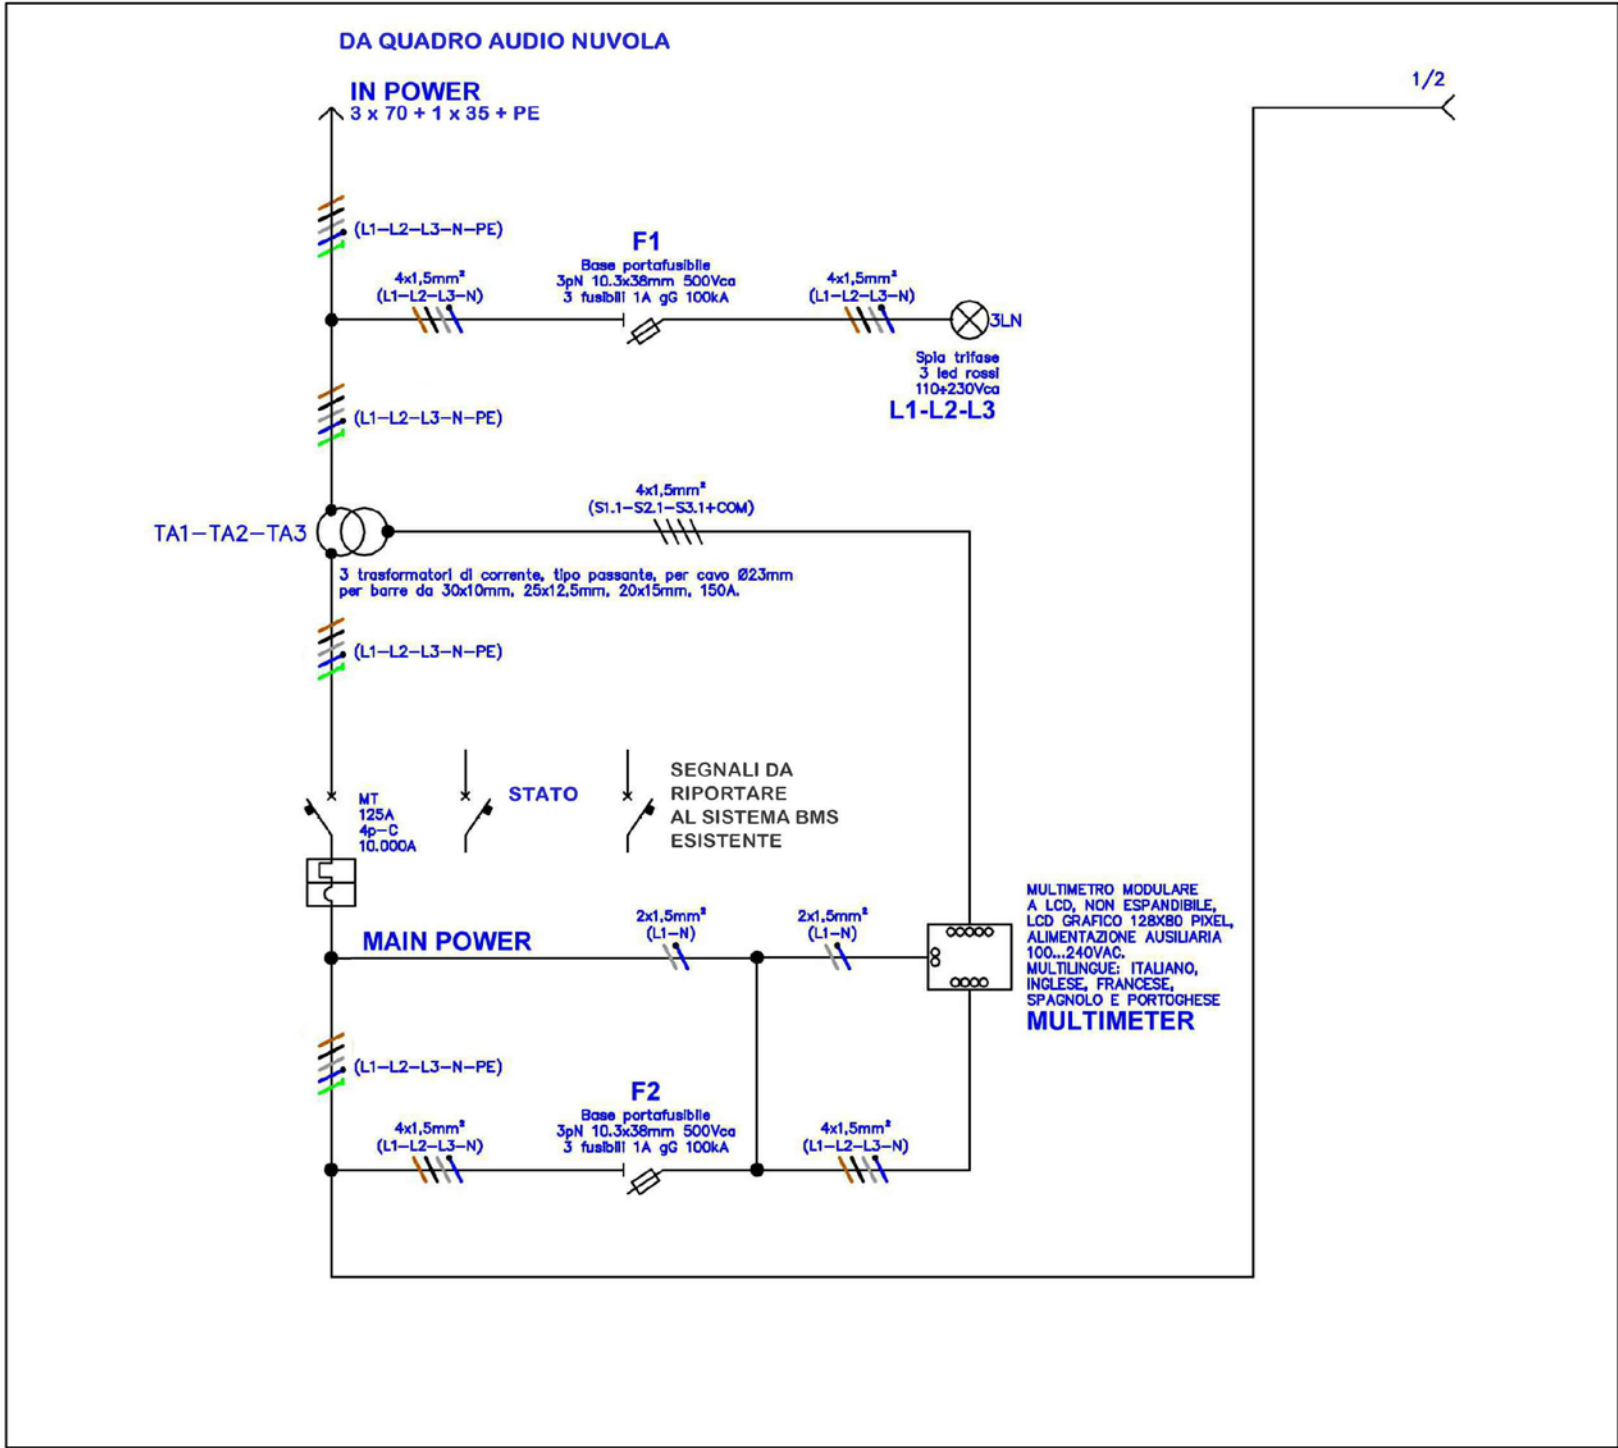 DA QUADRO AUDIO NUVOLA
IN POWER
3 x 70 + 1 x 35 + PE
1/2
(L1-L2-L3-N-PE)
F1
Base portafusibile
3pN 10.3x38mm 500Vca
3 fusibili 1A gG 100kA
4x1,5mm²
(L1-L2-L3-N)
4x1,5mm²
(L1-L2-L3-N)
3LN
Spia trifase
3 led rossi
110÷230Vca
L1-L2-L3
(L1-L2-L3-N-PE)
4x1,5mm²
(S1.1-S2.1-S3.1+COM)
TA1-TA2-TA3
3 trasformatori di corrente, tipo passante, per cavo Ø23mm
per barre da 30x10mm, 25x12,5mm, 20x15mm, 150A.
(L1-L2-L3-N-PE)
MT
125A
4p-C
10.000A
STATO
SEGNALI DA
RIPORTARE
AL SISTEMA BMS
ESISTENTE
MAIN POWER
2x1,5mm²
(L1-N)
2x1,5mm²
(L1-N)
MULTIMETRO MODULARE
A LCD, NON ESPANDIBILE,
LCD GRAFICO 128X80 PIXEL,
ALIMENTAZIONE AUSILIARIA
100...240VAC.
MULTILINGUE: ITALIANO,
INGLESE, FRANCESE,
SPAGNOLO E PORTOGHESE
MULTIMETER
(L1-L2-L3-N-PE)
F2
Base portafusibile
3pN 10.3x38mm 500Vca
3 fusibili 1A gG 100kA
4x1,5mm²
(L1-L2-L3-N)
4x1,5mm²
(L1-L2-L3-N)